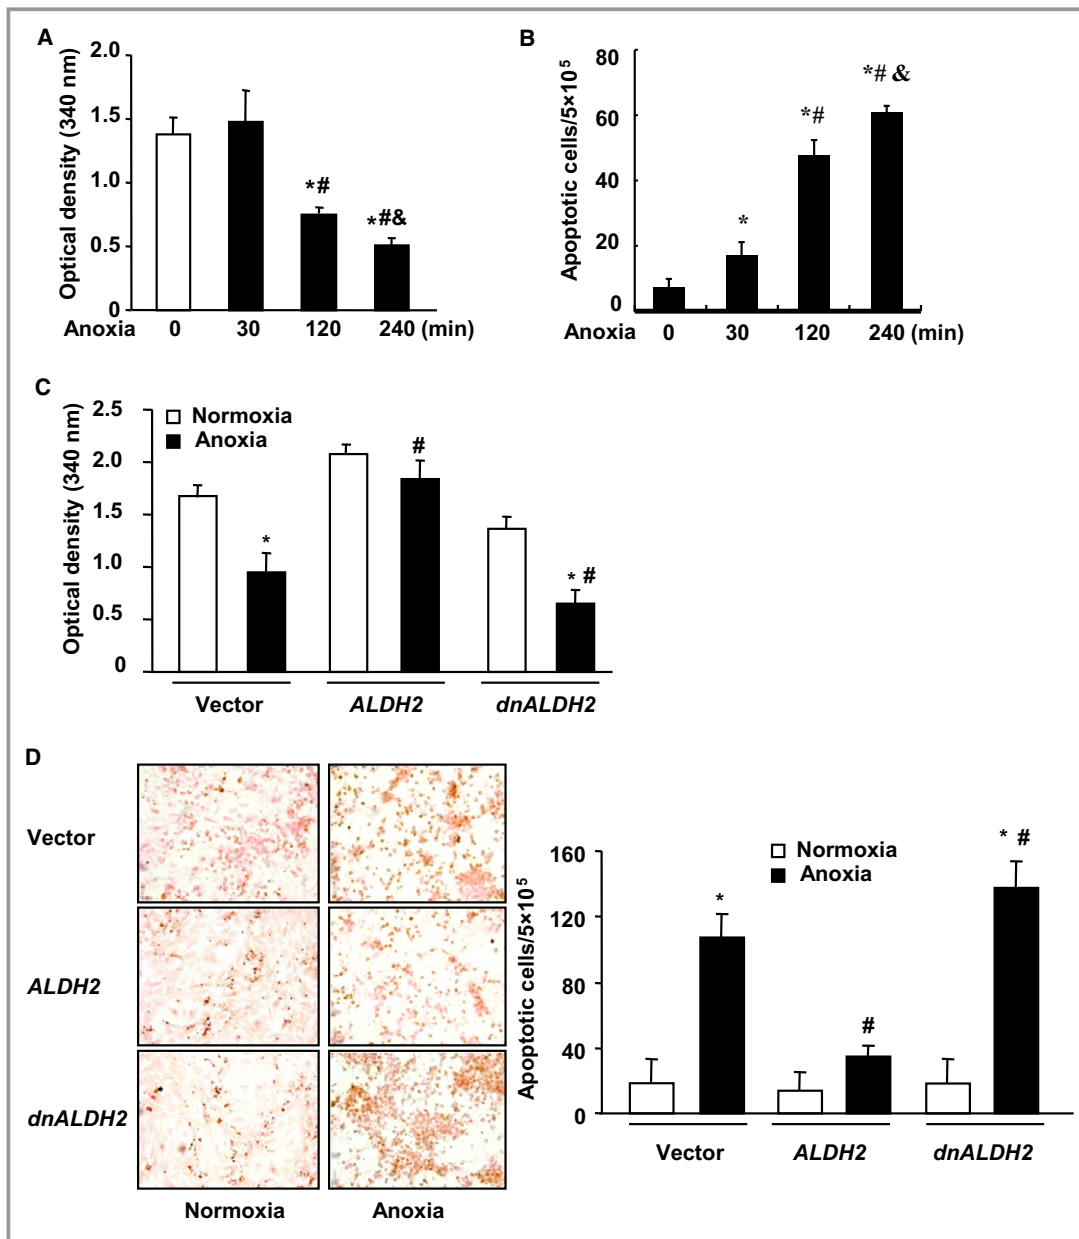 A
Optical density (340 nm)
2.0
1.5
1.0
0.5
0
*#
*#&
Anoxia 0 30 120 240 (min)
B
Apoptotic cells/5×10⁵
80
60
40
20
0
*
*#
*# &
Anoxia 0 30 120 240 (min)
C
Optical density (340 nm)
2.5
2.0
1.5
1.0
0.5
0
Normoxia
Anoxia
*
#
* #
Vector ALDH2 dnALDH2
D
Vector
ALDH2
dnALDH2
Normoxia Anoxia
Apoptotic cells/5×10⁵
160
120
80
40
0
Normoxia
Anoxia
*
#
* #
Vector ALDH2 dnALDH2